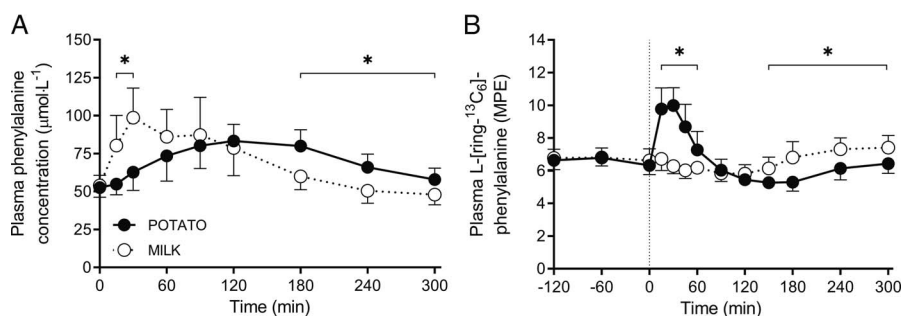 A
Plasma phenylalanine
concentration (µmol·L⁻¹)
150
125
100
75
50
25
0
*
*
POTATO
MILK
0 60 120 180 240 300
Time (min)
B
Plasma L-[ring-¹³C₆]-
phenylalanine (MPE)
14
12
10
8
6
4
2
0
*
*
-120 -60 0 60 120 180 240 300
Time (min)